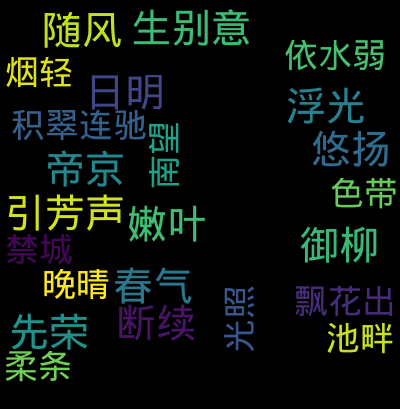 随风
生别意
依水弱
烟轻
日明
浮光
积翠连驰
南望
悠扬
帝京
色带
引芳声
嫩叶
御柳
禁城
晚晴
春气
光照
飘花出
先荣
断续
池畔
柔条